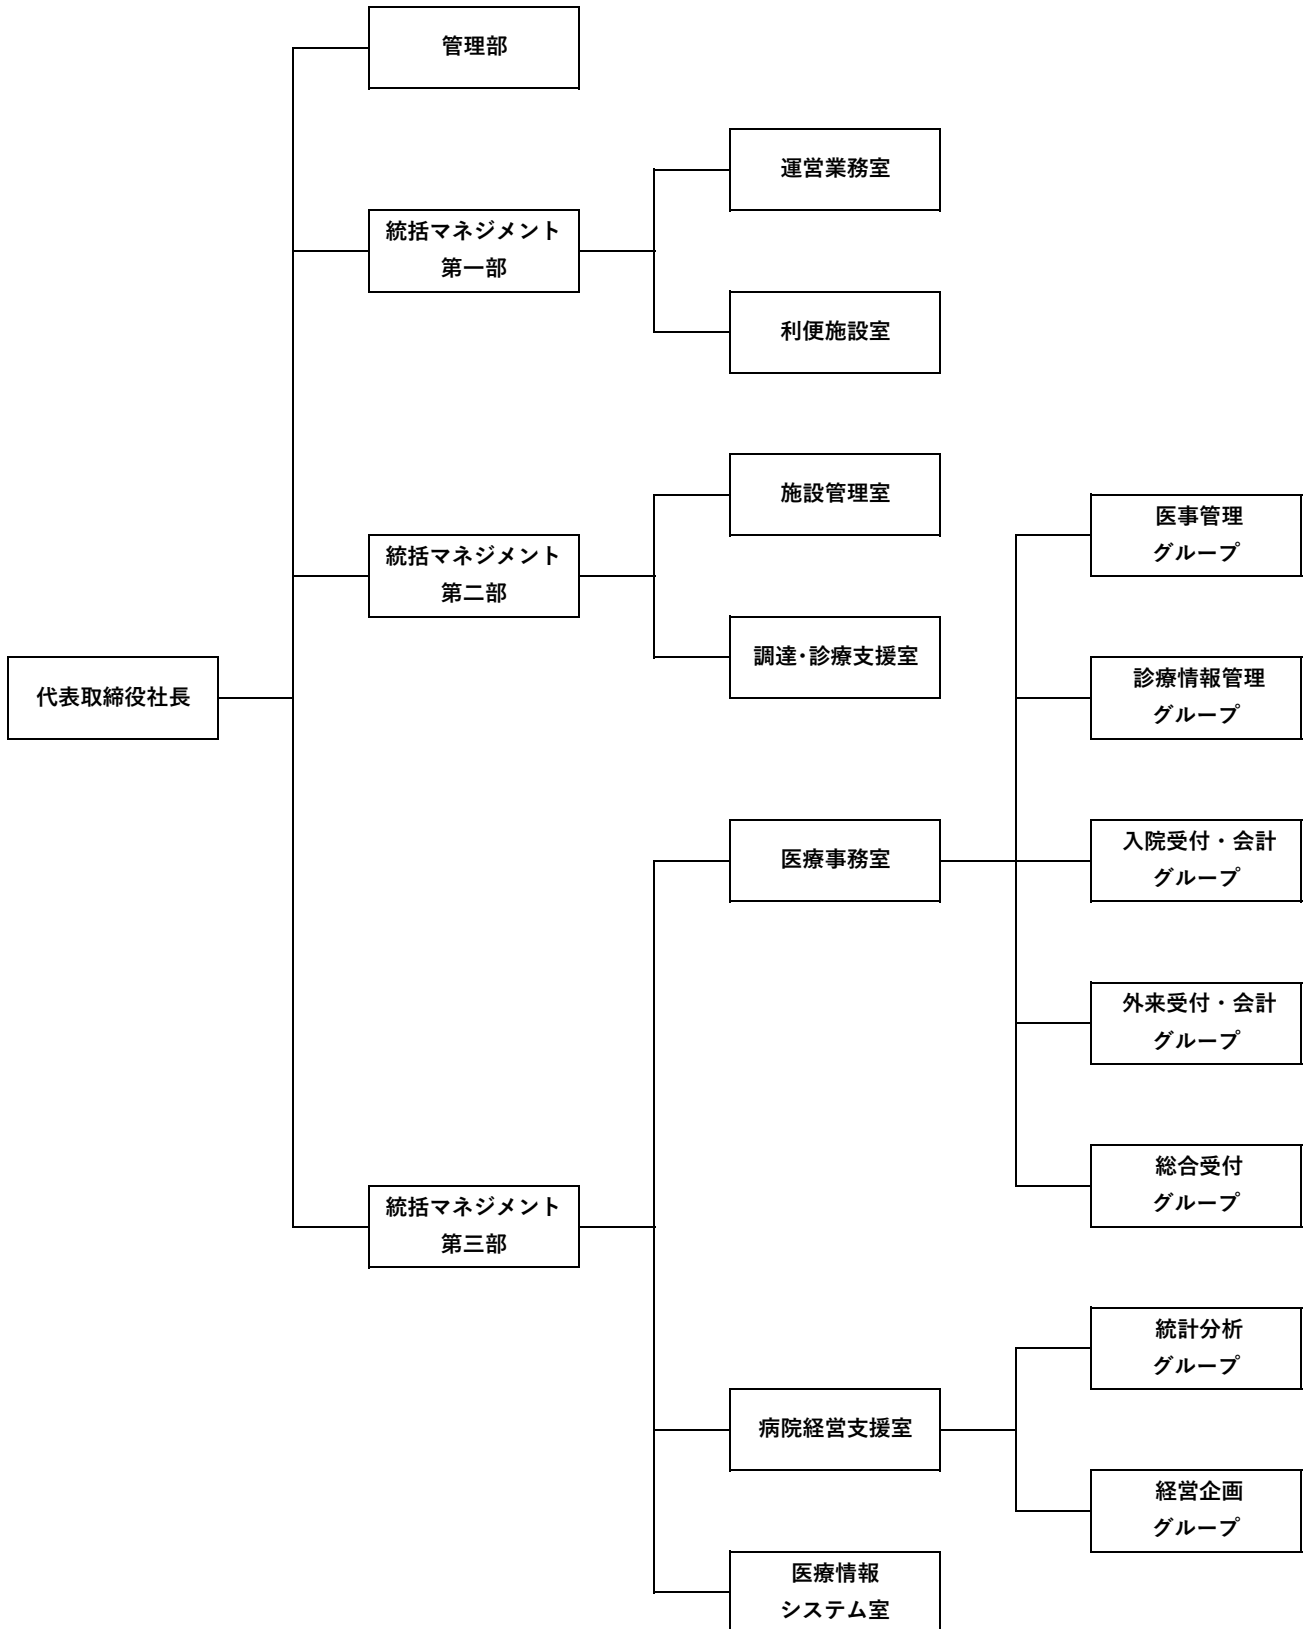 管理部
運営業務室
統括マネジメント
第一部
利便施設室
施設管理室
医事管理
グループ
統括マネジメント
第二部
調達・診療支援室
診療情報管理
グループ
代表取締役社長
医療事務室
入院受付・会計
グループ
外来受付・会計
グループ
総合受付
グループ
統括マネジメント
第三部
統計分析
グループ
病院経営支援室
経営企画
グループ
医療情報
システム室